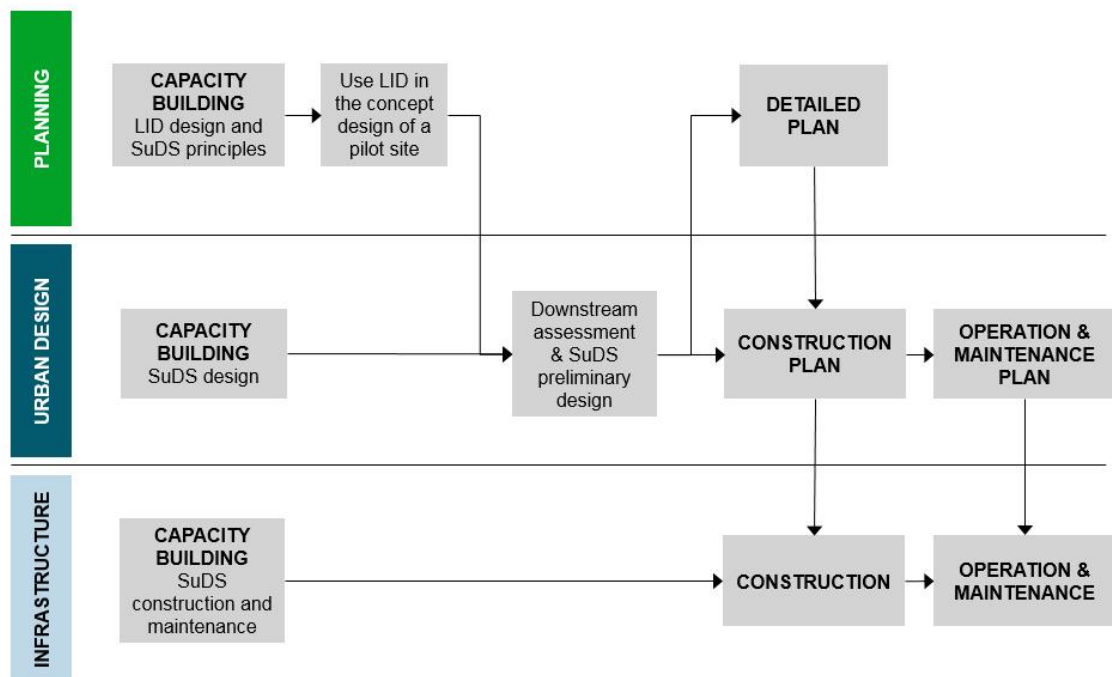 PLANNING
CAPACITY
BUILDING
LID design and
SuDS principles
Use LID in
the concept
design of a
pilot site
DETAILED
PLAN
URBAN DESIGN
CAPACITY
BUILDING
SuDS design
Downstream
assessment
& SuDS
preliminary
design
CONSTRUCTION
PLAN
OPERATION &
MAINTENANCE
PLAN
INFRASTRUCTURE
CAPACITY
BUILDING
SuDS
construction and
maintenance
CONSTRUCTION
OPERATION &
MAINTENANCE